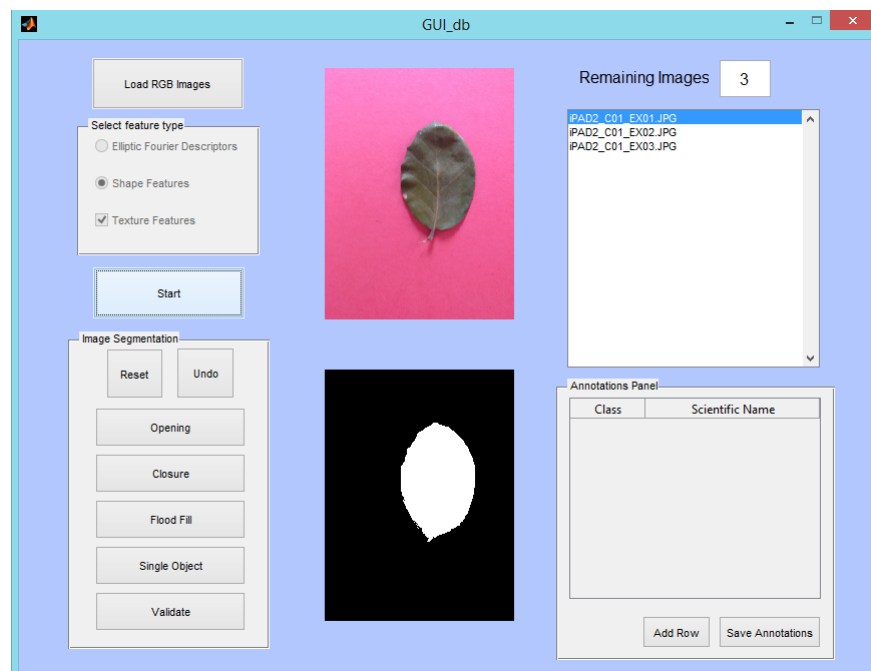 GUI_db
Load RGB Images
Select feature type
Elliptic Fourier Descriptors
Shape Features
Texture Features
Start
Image Segmentation
Reset
Undo
Opening
Closure
Flood Fill
Single Object
Validate
Remaining Images 3
iPAD2_C01_EX01.JPG
iPAD2_C01_EX02.JPG
iPAD2_C01_EX03.JPG
Annotations Panel
Class Scientific Name
Add Row Save Annotations